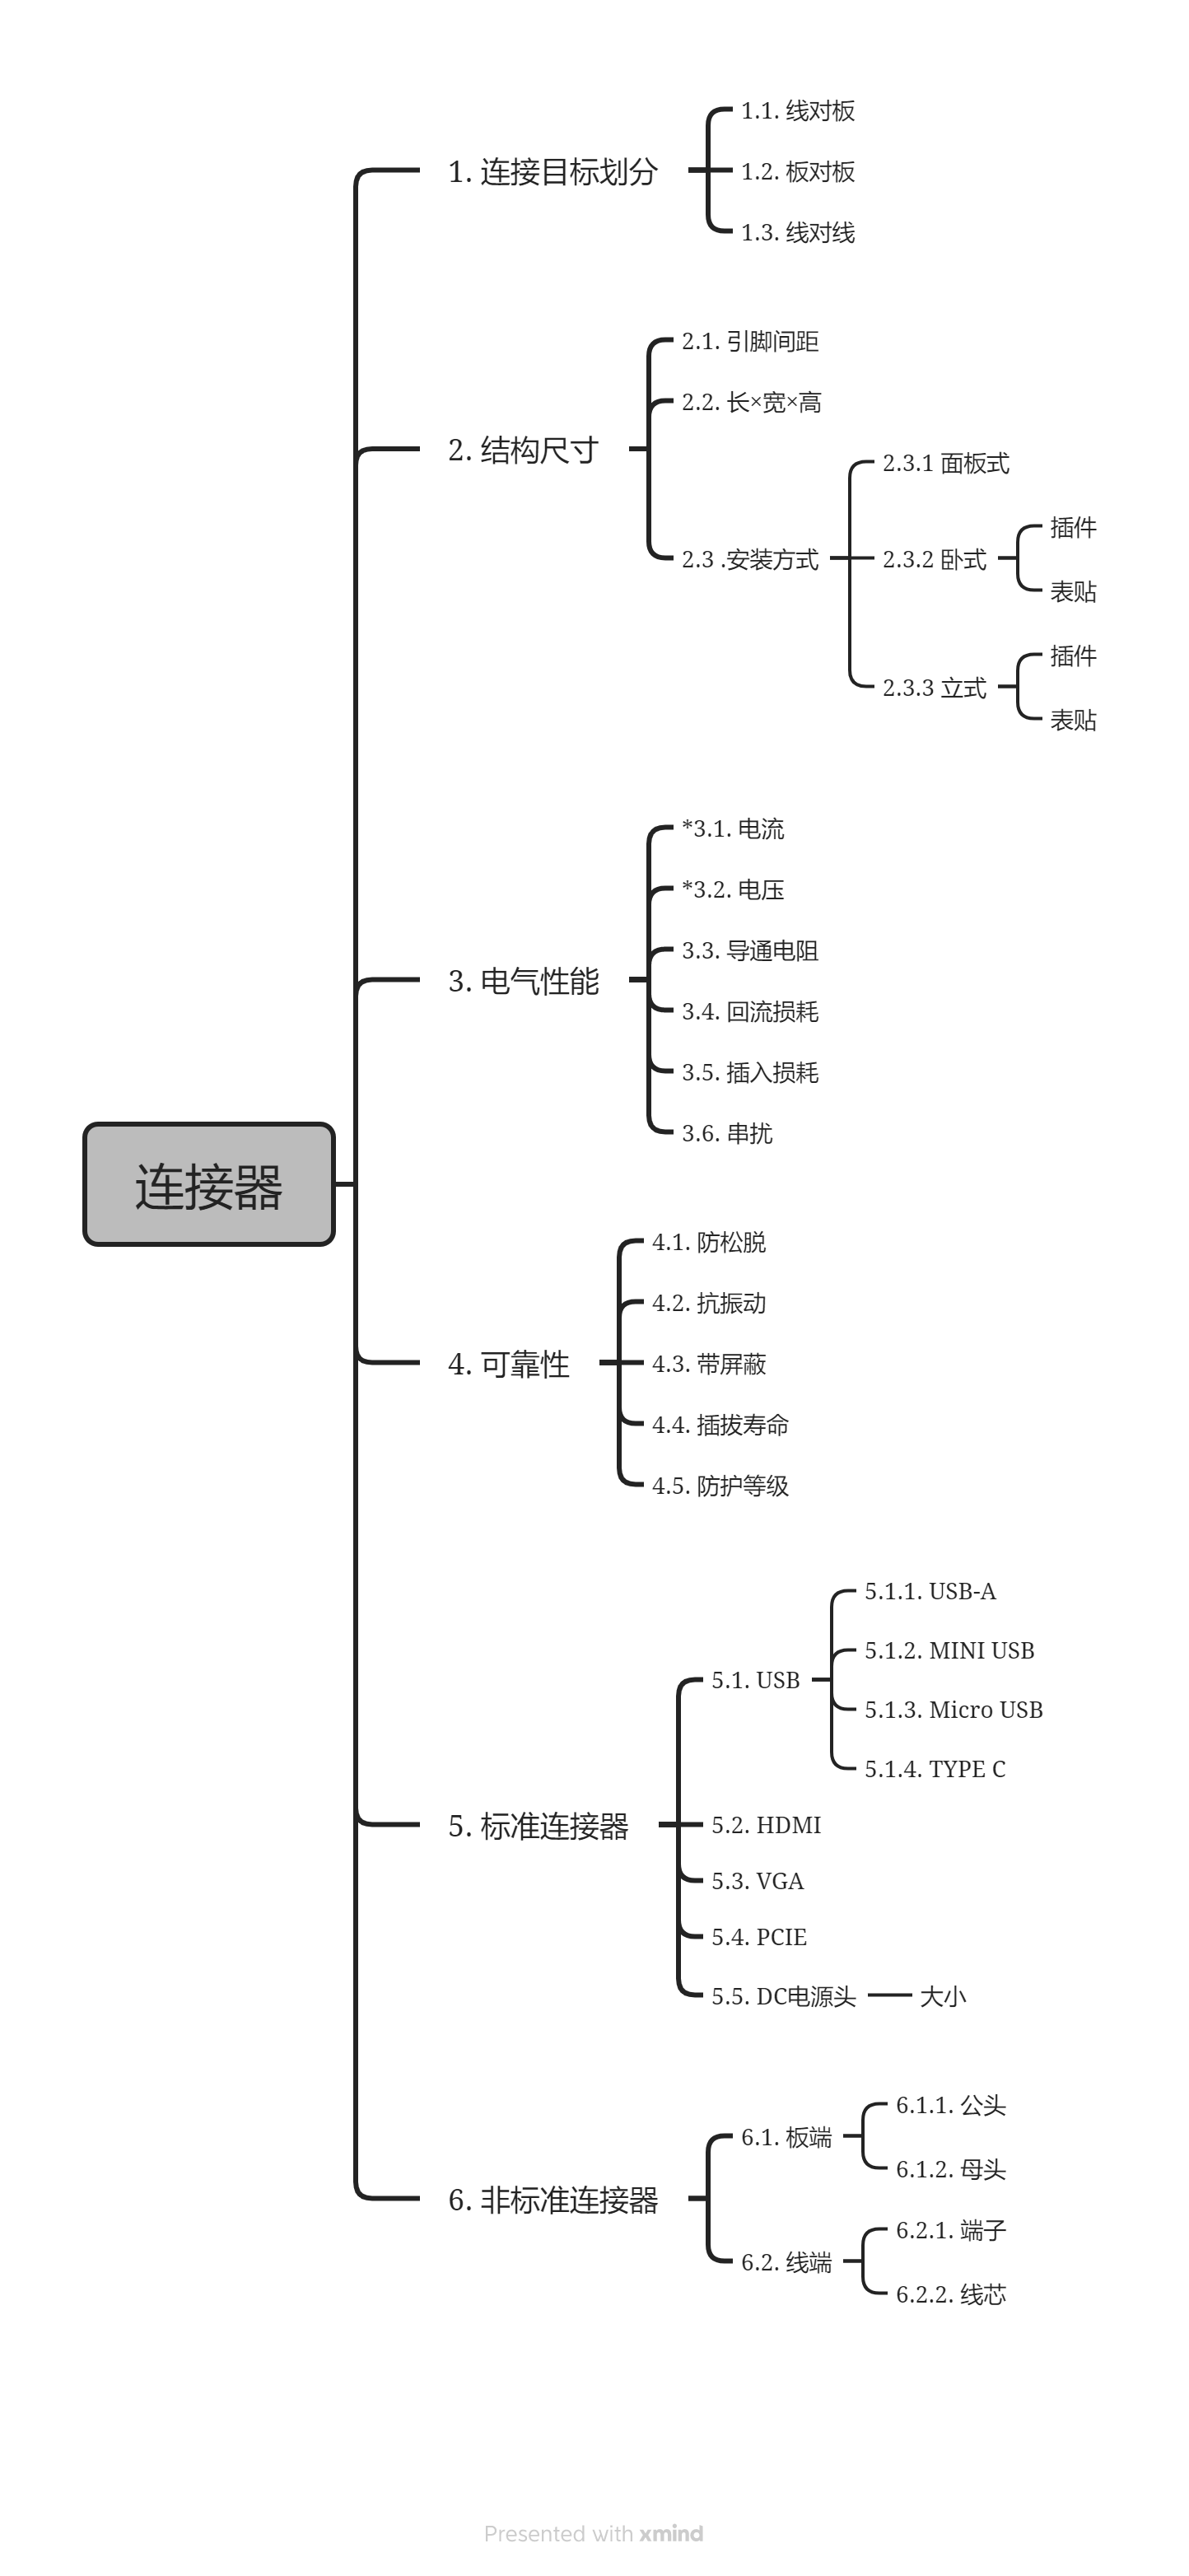 连接器
1. 连接目标划分
1.1. 线对板
1.2. 板对板
1.3. 线对线
2. 结构尺寸
2.1. 引脚间距
2.2. 长×宽×高
2.3 .安装方式
2.3.1 面板式
2.3.2 卧式
插件
表贴
2.3.3 立式
插件
表贴
3. 电气性能
*3.1. 电流
*3.2. 电压
3.3. 导通电阻
3.4. 回流损耗
3.5. 插入损耗
3.6. 串扰
4. 可靠性
4.1. 防松脱
4.2. 抗振动
4.3. 带屏蔽
4.4. 插拔寿命
4.5. 防护等级
5. 标准连接器
5.1. USB
5.1.1. USB-A
5.1.2. MINI USB
5.1.3. Micro USB
5.1.4. TYPE C
5.2. HDMI
5.3. VGA
5.4. PCIE
5.5. DC电源头
大小
6. 非标准连接器
6.1. 板端
6.1.1. 公头
6.1.2. 母头
6.2. 线端
6.2.1. 端子
6.2.2. 线芯
Presented with xmind